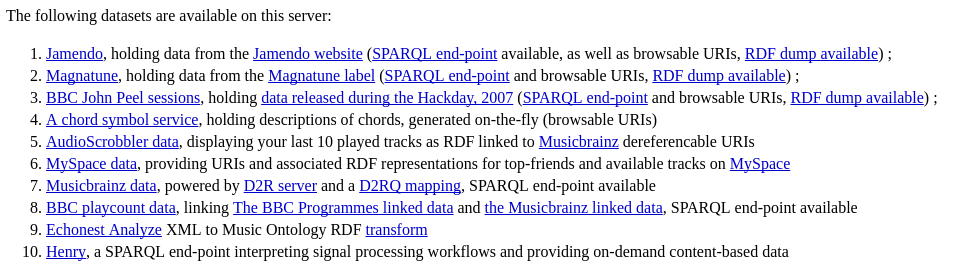 The following datasets are available on this server:
1. Jamendo, holding data from the Jamendo website (SPARQL end-point available, as well as browsable URIs, RDF dump available) ;
2. Magnatune, holding data from the Magnatune label (SPARQL end-point and browsable URIs, RDF dump available) ;
3. BBC John Peel sessions, holding data released during the Hackday, 2007 (SPARQL end-point and browsable URIs, RDF dump available) ;
4. A chord symbol service, holding descriptions of chords, generated on-the-fly (browsable URIs)
5. AudioScrobbler data, displaying your last 10 played tracks as RDF linked to Musicbrainz dereferencable URIs
6. MySpace data, providing URIs and associated RDF representations for top-friends and available tracks on MySpace
7. Musicbrainz data, powered by D2R server and a D2RQ mapping, SPARQL end-point available
8. BBC playcount data, linking The BBC Programmes linked data and the Musicbrainz linked data, SPARQL end-point available
9. Echonest Analyze XML to Music Ontology RDF transform
10. Henry, a SPARQL end-point interpreting signal processing workflows and providing on-demand content-based data